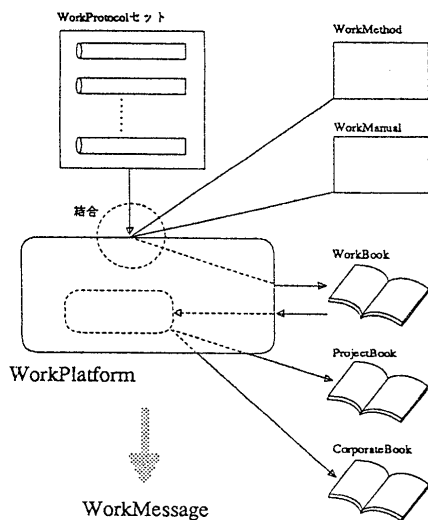 WorkProtocolセット
WorkMethod
WorkManual
結合
WorkBook
ProjectBook
WorkPlatform
CorporateBook
WorkMessage